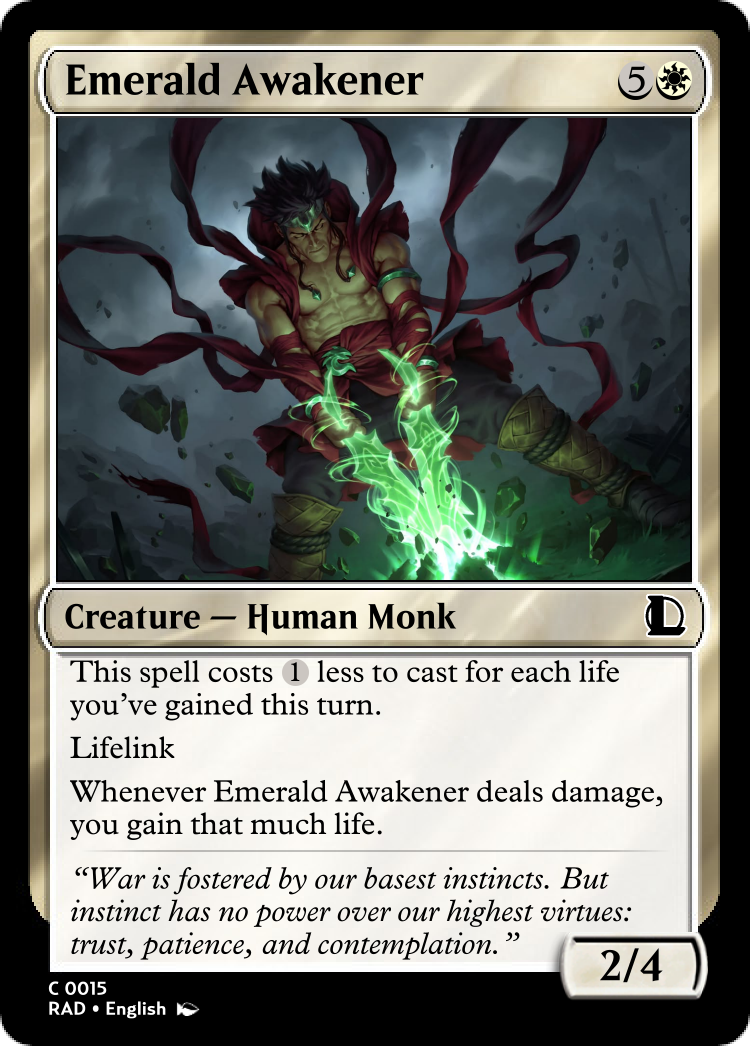 Emerald Awakener 5
Creature — Human Monk
This spell costs 1 less to cast for each life
you've gained this turn.
Lifelink
Whenever Emerald Awakener deals damage,
you gain that much life.
“War is fostered by our basest instincts. But
instinct has no power over our highest virtues:
trust, patience, and contemplation.”
2/4
C 0015
RAD • English